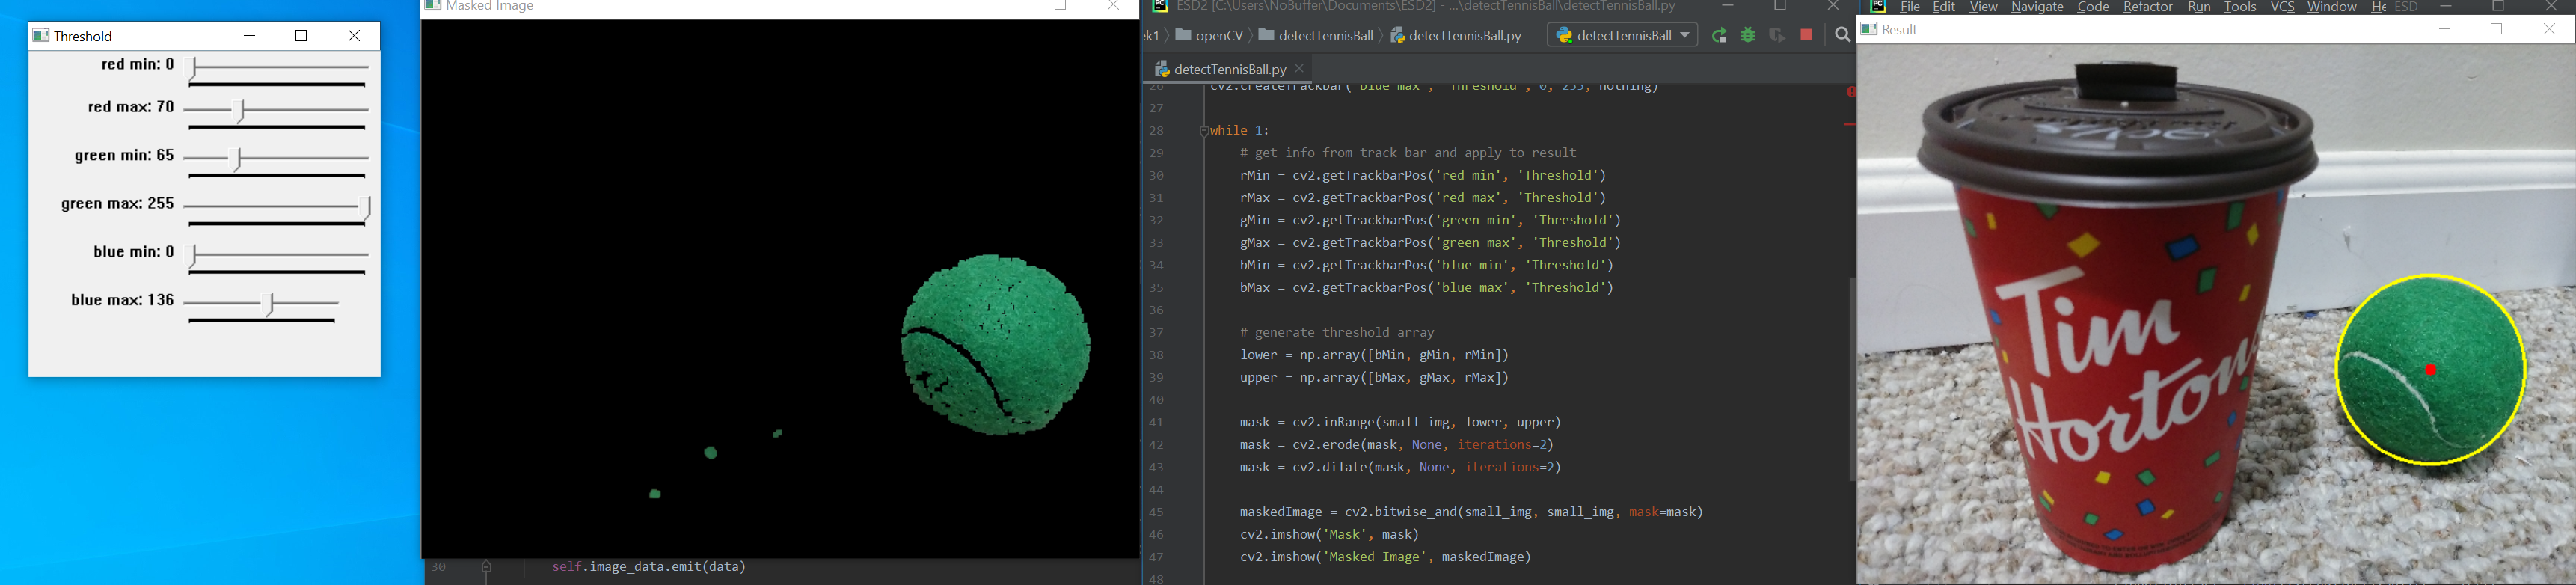 Threshold
red min: 0
red max: 70
green min: 65
green max: 255
blue min: 0
blue max: 136
Masked Image
30 self.image_data.emit(data)
ESD2 [C:\Users\NoBuffer\Documents\ESD2] - ...\detectTennisBall\detectTennisBall.py
ek1 openCV detectTennisBall detectTennisBall.py detectTennisBall
detectTennisBall.py
26 cv2.createTrackbar('blue max', 'Threshold', 0, 255, nothing)
27
28 while 1:
29 # get info from track bar and apply to result
30 rMin = cv2.getTrackbarPos('red min', 'Threshold')
31 rMax = cv2.getTrackbarPos('red max', 'Threshold')
32 gMin = cv2.getTrackbarPos('green min', 'Threshold')
33 gMax = cv2.getTrackbarPos('green max', 'Threshold')
34 bMin = cv2.getTrackbarPos('blue min', 'Threshold')
35 bMax = cv2.getTrackbarPos('blue max', 'Threshold')
36
37 # generate threshold array
38 lower = np.array([bMin, gMin, rMin])
39 upper = np.array([bMax, gMax, rMax])
40
41 mask = cv2.inRange(small_img, lower, upper)
42 mask = cv2.erode(mask, None, iterations=2)
43 mask = cv2.dilate(mask, None, iterations=2)
44
45 maskedImage = cv2.bitwise_and(small_img, small_img, mask=mask)
46 cv2.imshow('Mask', mask)
47 cv2.imshow('Masked Image', maskedImage)
48
File Edit View Navigate Code Refactor Run Tools VCS Window He ESD
Result
Tim
Hortons